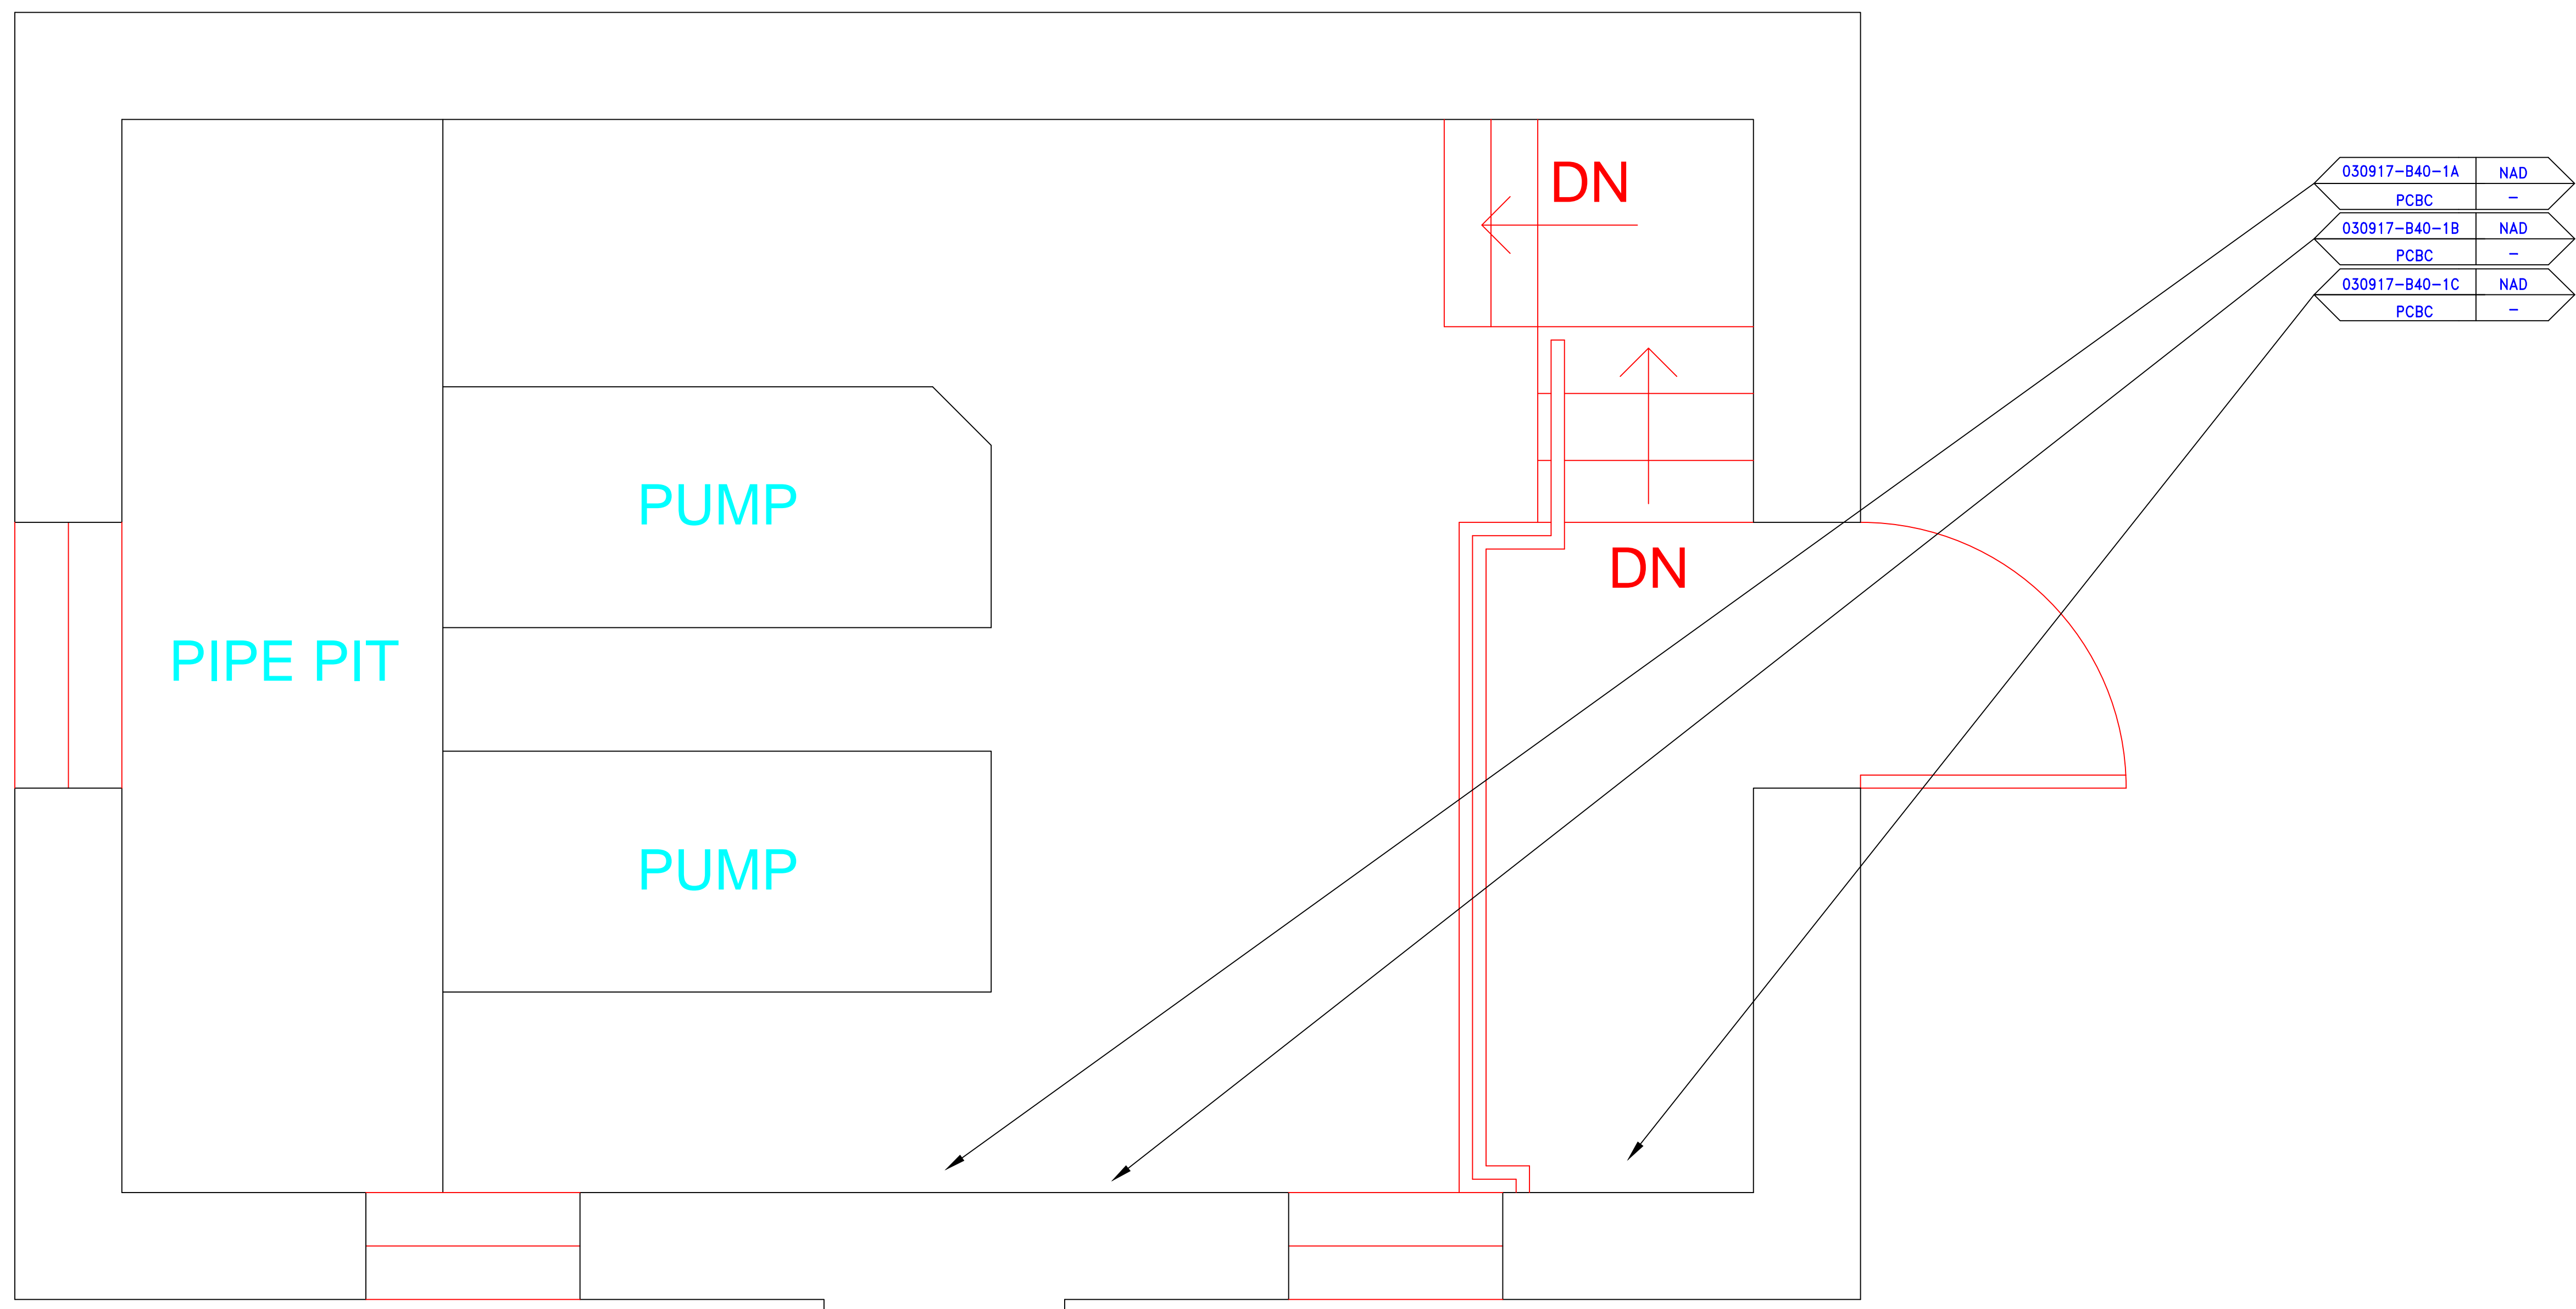 DN
030917-B40-1A NAD
PCBC –
030917-B40-1B NAD
PCBC –
030917-B40-1C NAD
PCBC –
PUMP
DN
PIPE PIT
PUMP